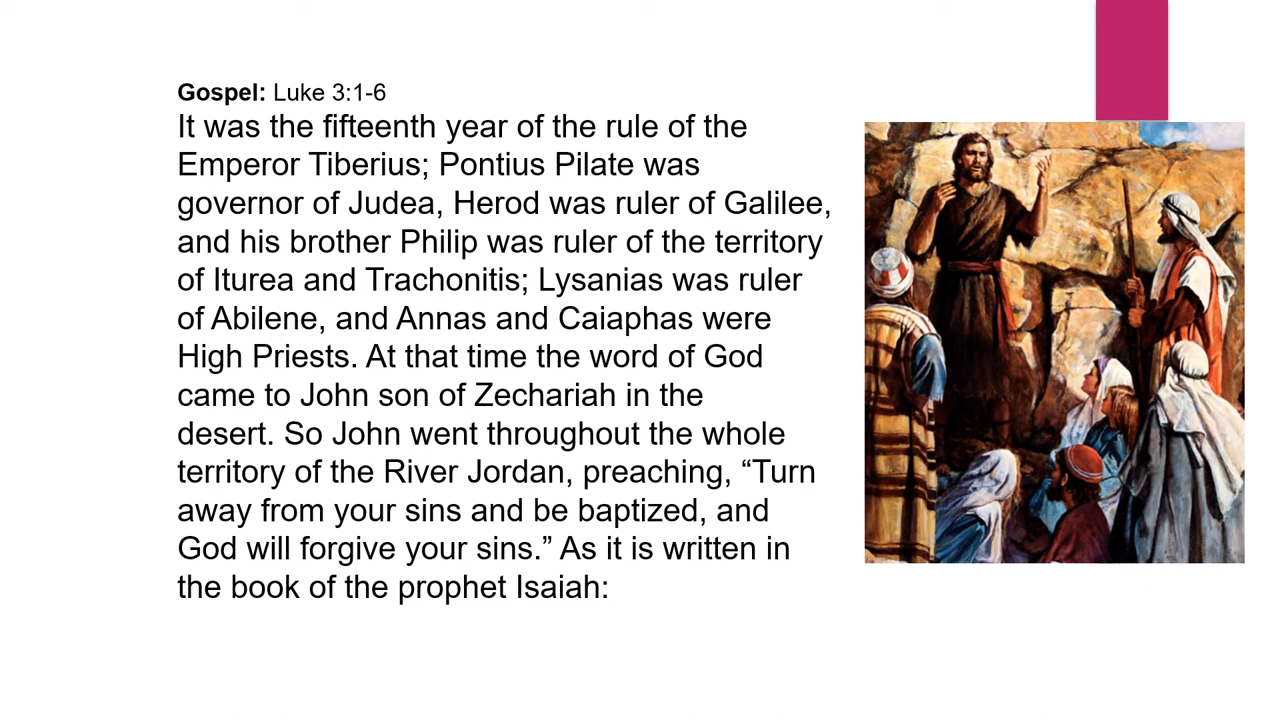 Gospel: Luke 3:1-6
It was the fifteenth year of the rule of the
Emperor Tiberius; Pontius Pilate was
governor of Judea, Herod was ruler of Galilee,
and his brother Philip was ruler of the territory
of Iturea and Trachonitis; Lysanias was ruler
of Abilene, and Annas and Caiaphas were
High Priests. At that time the word of God
came to John son of Zechariah in the
desert. So John went throughout the whole
territory of the River Jordan, preaching, “Turn
away from your sins and be baptized, and
God will forgive your sins.” As it is written in
the book of the prophet Isaiah: